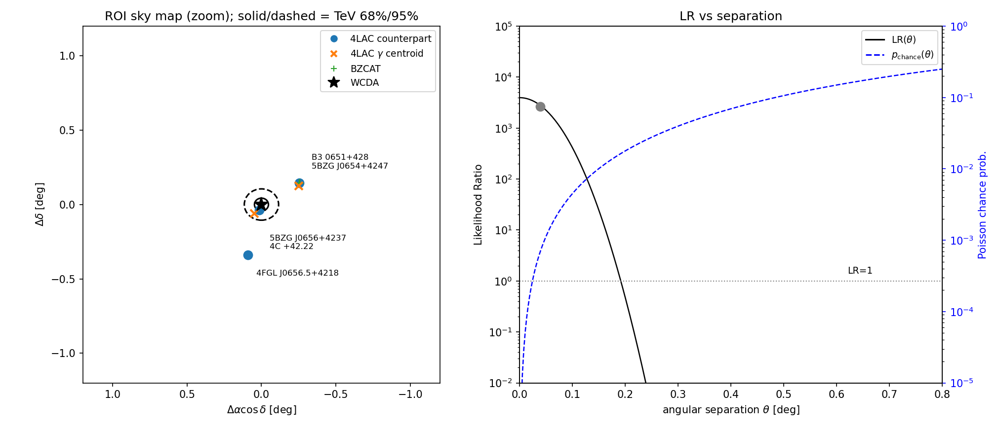 ROI sky map (zoom); solid/dashed = TeV 68%/95%
4LAC counterpart
4LAC γ centroid
BZCAT
WCDA
1.0
0.5
0.0
−0.5
−1.0
Δδ [deg]
B3 0651+428
5BZG J0654+4247
5BZG J0656+4237
4C +42.22
4FGL J0656.5+4218
1.0
0.5
0.0
−0.5
−1.0
Δα cos δ [deg]
LR vs separation
LR(θ)
p_chance(θ)
10^5
10^4
10^3
10^2
10^1
10^0
10^−1
10^−2
Likelihood Ratio
LR=1
10^0
10^−1
10^−2
10^−3
10^−4
10^−5
Poisson chance prob.
0.0
0.1
0.2
0.3
0.4
0.5
0.6
0.7
0.8
angular separation θ [deg]